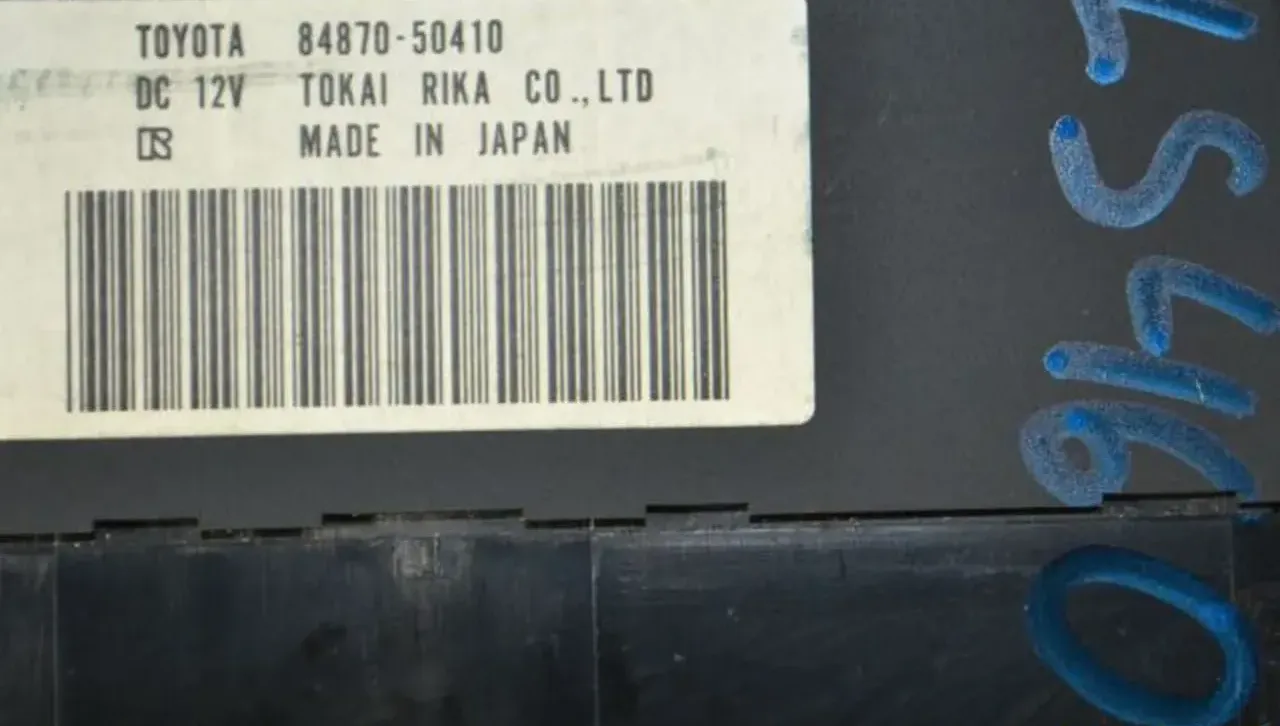 TOYOTA 84870-50410
DC 12V TOKAI RIKA CO.,LTD
MADE IN JAPAN